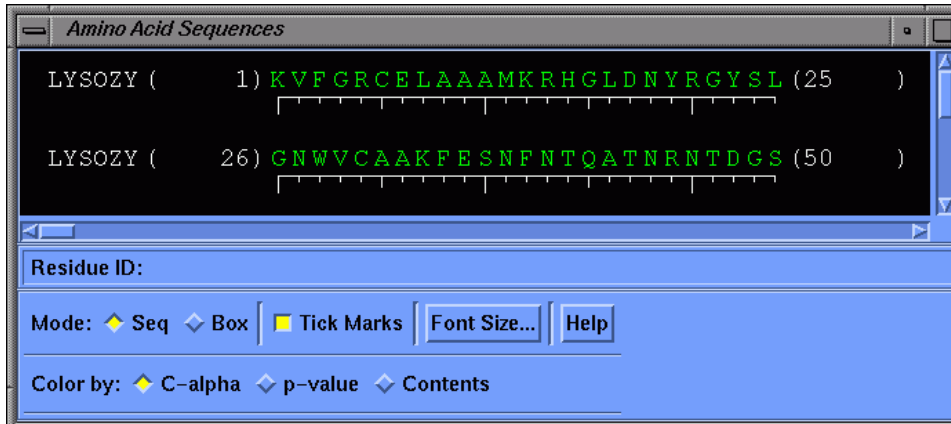 Amino Acid Sequences
LYSOZY ( 1) KVFGRCELAAAMKRHGLDNYRGYSL (25 )
LYSOZY ( 26) GNWVCAAKFESNFNTQATNRNTDGS (50 )
Residue ID:
Mode: Seq Box Tick Marks Font Size... Help
Color by: C-alpha p-value Contents